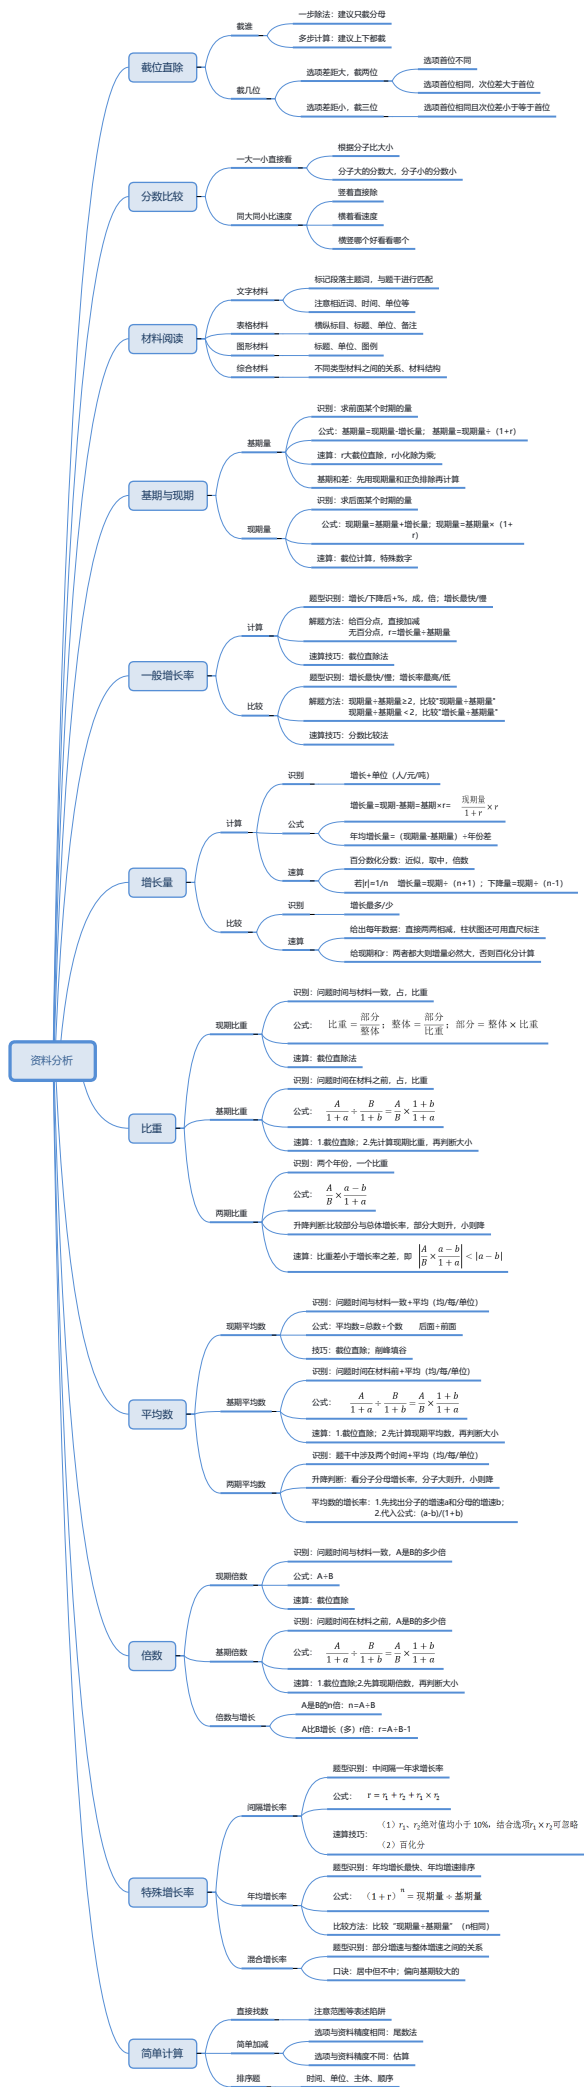 资料分析
截位直除
截谁
一步除法：建议只截分母
多步计算：建议上下都截
截几位
选项差距大，截两位
选项首位不同
选项首位相同，次位差大于首位
选项差距小，截三位
选项首位相同且次位差小于等于首位
分数比较
一大一小直接看
根据分子比大小
分子大的分数大，分子小的分数小
同大同小比速度
竖着直接除
横着看速度
横竖哪个好看看哪个
材料阅读
文字材料
标记段落主题词，与题干进行匹配
注意相近词、时间、单位等
表格材料
横纵标目、标题、单位、备注
图形材料
标题、单位、图例
综合材料
不同类型材料之间的关系、材料结构
基期与现期
基期量
识别：求前面某个时期的量
公式：基期量=现期量-增长量； 基期量=现期量÷（1+r）
速算：r大截位直除，r小化除为乘;
基期和差：先用现期量和正负排除再计算
现期量
识别：求后面某个时期的量
公式：现期量=基期量+增长量；现期量=基期量×（1+
r）
速算：截位计算，特殊数字
一般增长率
计算
题型识别：增长/下降后+%，成，倍；增长最快/慢
解题方法：给百分点，直接加减
无百分点，r=增长量÷基期量
速算技巧：截位直除法
比较
题型识别：增长最快/慢；增长率最高/低
解题方法：现期量÷基期量≥2，比较"现期量÷基期量"
现期量÷基期量＜2，比较"增长量÷基期量"
速算技巧：分数比较法
增长量
计算
识别
增长+单位（人/元/吨）
公式
增长量=现期-基期=基期×r= 现期量/(1+r) × r
年均增长量=（现期量-基期量）÷年份差
速算
百分数化分数：近似，取中，倍数
若|r|=1/n 增长量=现期÷（n+1）；下降量=现期÷（n-1）
比较
识别
增长最多/少
速算
给出每年数据：直接两两相减，柱状图还可用直尺标注
给现期和r：两者都大则增量必然大，否则百化分计算
比重
现期比重
识别：问题时间与材料一致，占，比重
公式： 比重 = 部分/整体；整体 = 部分/比重；部分 = 整体 × 比重
速算：截位直除法
基期比重
识别：问题时间在材料之前，占，比重
公式： A/(1+a) ÷ B/(1+b) = A/B × (1+b)/(1+a)
速算：1.截位直除；2.先计算现期比重，再判断大小
两期比重
识别：两个年份，一个比重
公式： A/B × (a−b)/(1+a)
升降判断:比较部分与总体增长率，部分大则升，小则降
速算：比重差小于增长率之差，即 |A/B × (a−b)/(1+a)| < |a−b|
平均数
现期平均数
识别：问题时间与材料一致+平均（均/每/单位）
公式：平均数=总数÷个数 后面÷前面
技巧：截位直除；削峰填谷
基期平均数
识别：问题时间在材料前+平均（均/每/单位）
公式： A/(1+a) ÷ B/(1+b) = A/B × (1+b)/(1+a)
速算：1.截位直除；2.先计算现期平均数，再判断大小
两期平均数
识别：题干中涉及两个时间+平均（均/每/单位）
升降判断：看分子分母增长率，分子大则升，小则降
平均数的增长率：1.先找出分子的增速a和分母的增速b；
2.代入公式：(a-b)/(1+b)
倍数
现期倍数
识别：问题时间与材料一致，A是B的多少倍
公式：A÷B
速算：截位直除
基期倍数
识别：问题时间在材料之前，A是B的多少倍
公式： A/(1+a) ÷ B/(1+b) = A/B × (1+b)/(1+a)
速算：1.截位直除;2.先算现期倍数，再判断大小
倍数与增长
A是B的n倍：n=A÷B
A比B增长（多）r倍：r=A÷B-1
特殊增长率
间隔增长率
题型识别：中间隔一年求增长率
公式： r = r₁ + r₂ + r₁ × r₂
速算技巧：
（1）r₁、r₂绝对值均小于 10%，结合选项r₁ × r₂可忽略
（2）百化分
年均增长率
题型识别：年均增长最快、年均增速排序
公式： （1+r）ⁿ = 现期量 ÷ 基期量
比较方法：比较“现期量÷基期量”（n相同）
混合增长率
题型识别：部分增速与整体增速之间的关系
口诀：居中但不中；偏向基期较大的
简单计算
直接找数
注意范围等表述陷阱
简单加减
选项与资料精度相同：尾数法
选项与资料精度不同：估算
排序题
时间、单位、主体、顺序